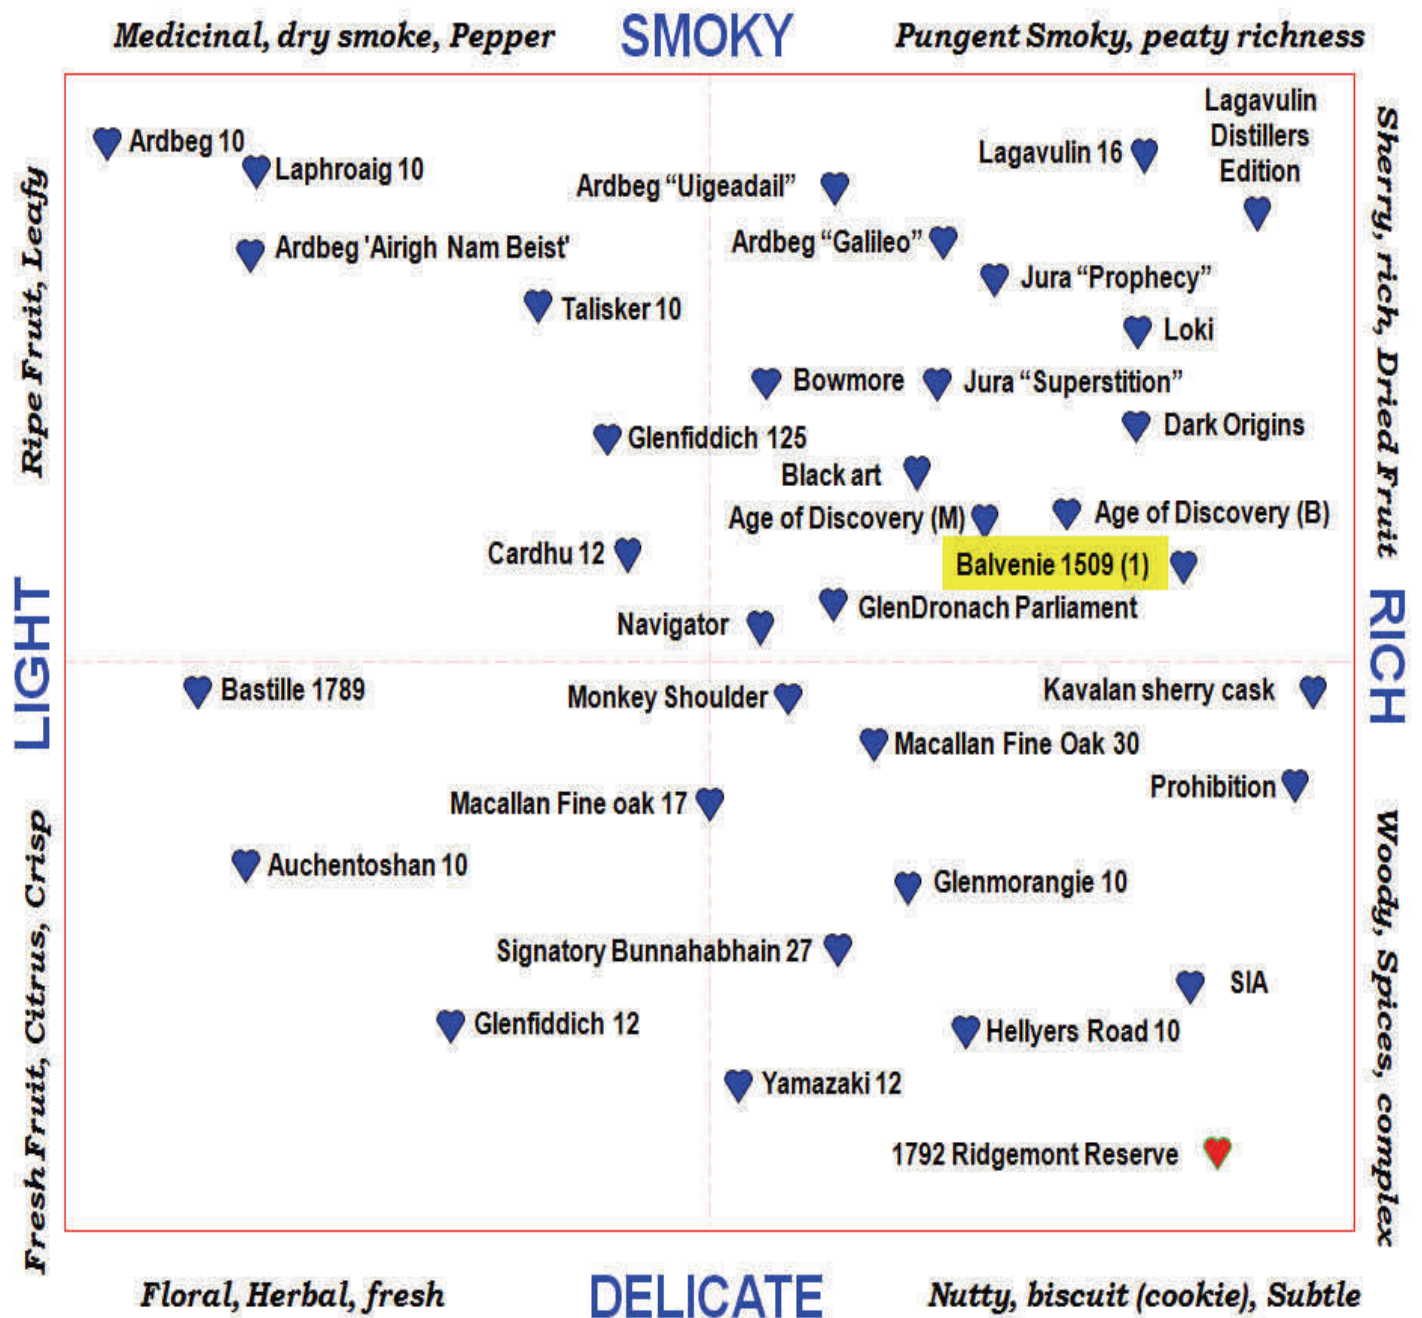 Medicinal, dry smoke, Pepper
SMOKY
Pungent Smoky, peaty richness
Ripe Fruit, Leafy
LIGHT
Fresh Fruit, Citrus, Crisp
Sherry, rich, Dried Fruit
RICH
Woody, Spices, complex
Lagavulin
Distillers
Edition
Ardbeg 10
Laphroaig 10
Lagavulin 16
Ardbeg “Uigeadail”
Ardbeg “Galileo”
Ardbeg 'Airigh Nam Beist'
Jura “Prophecy”
Talisker 10
Loki
Bowmore
Jura “Superstition”
Dark Origins
Glenfiddich 125
Black art
Age of Discovery (M)
Age of Discovery (B)
Cardhu 12
Balvenie 1509 (1)
GlenDronach Parliament
Navigator
Bastille 1789
Monkey Shoulder
Kavalan sherry cask
Macallan Fine Oak 30
Prohibition
Macallan Fine oak 17
Auchentoshan 10
Glenmorangie 10
Signatory Bunnahabhain 27
SIA
Glenfiddich 12
Hellyers Road 10
Yamazaki 12
1792 Ridgemont Reserve
Floral, Herbal, fresh
DELICATE
Nutty, biscuit (cookie), Subtle